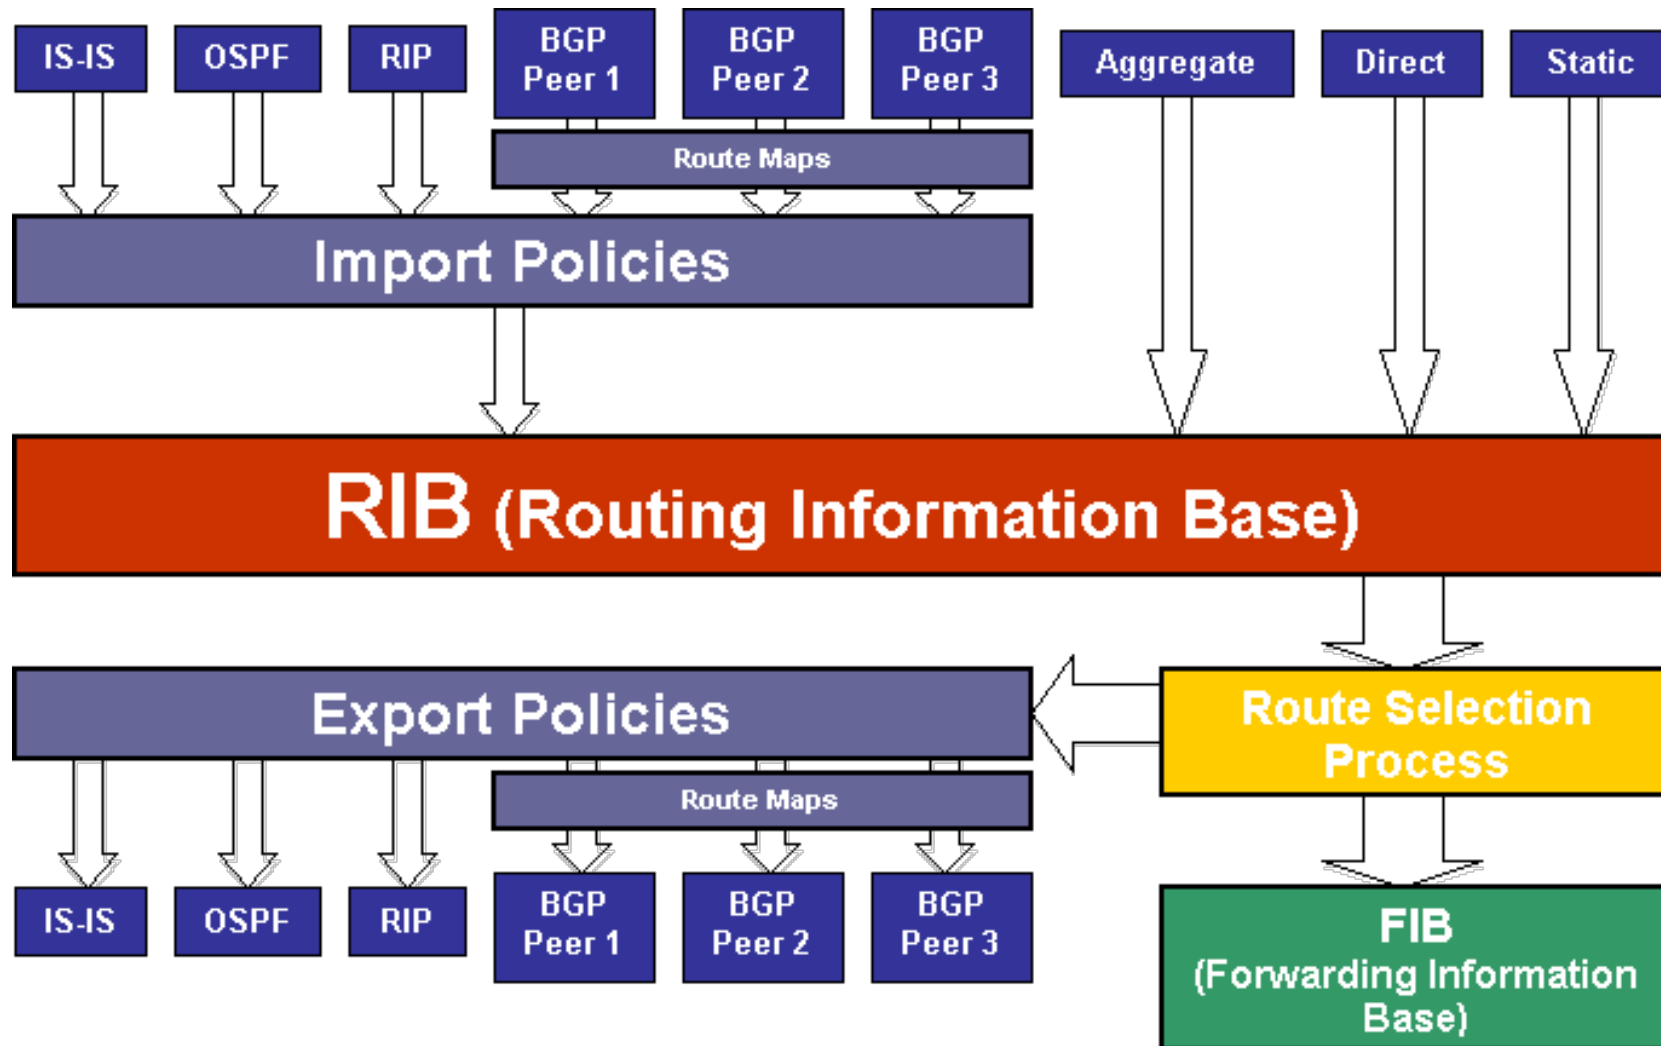 IS-IS
OSPF
RIP
BGP
Peer 1
BGP
Peer 2
BGP
Peer 3
Aggregate
Direct
Static
Route Maps
Import Policies
RIB (Routing Information Base)
Export Policies
Route Selection
Process
Route Maps
IS-IS
OSPF
RIP
BGP
Peer 1
BGP
Peer 2
BGP
Peer 3
FIB
(Forwarding Information
Base)